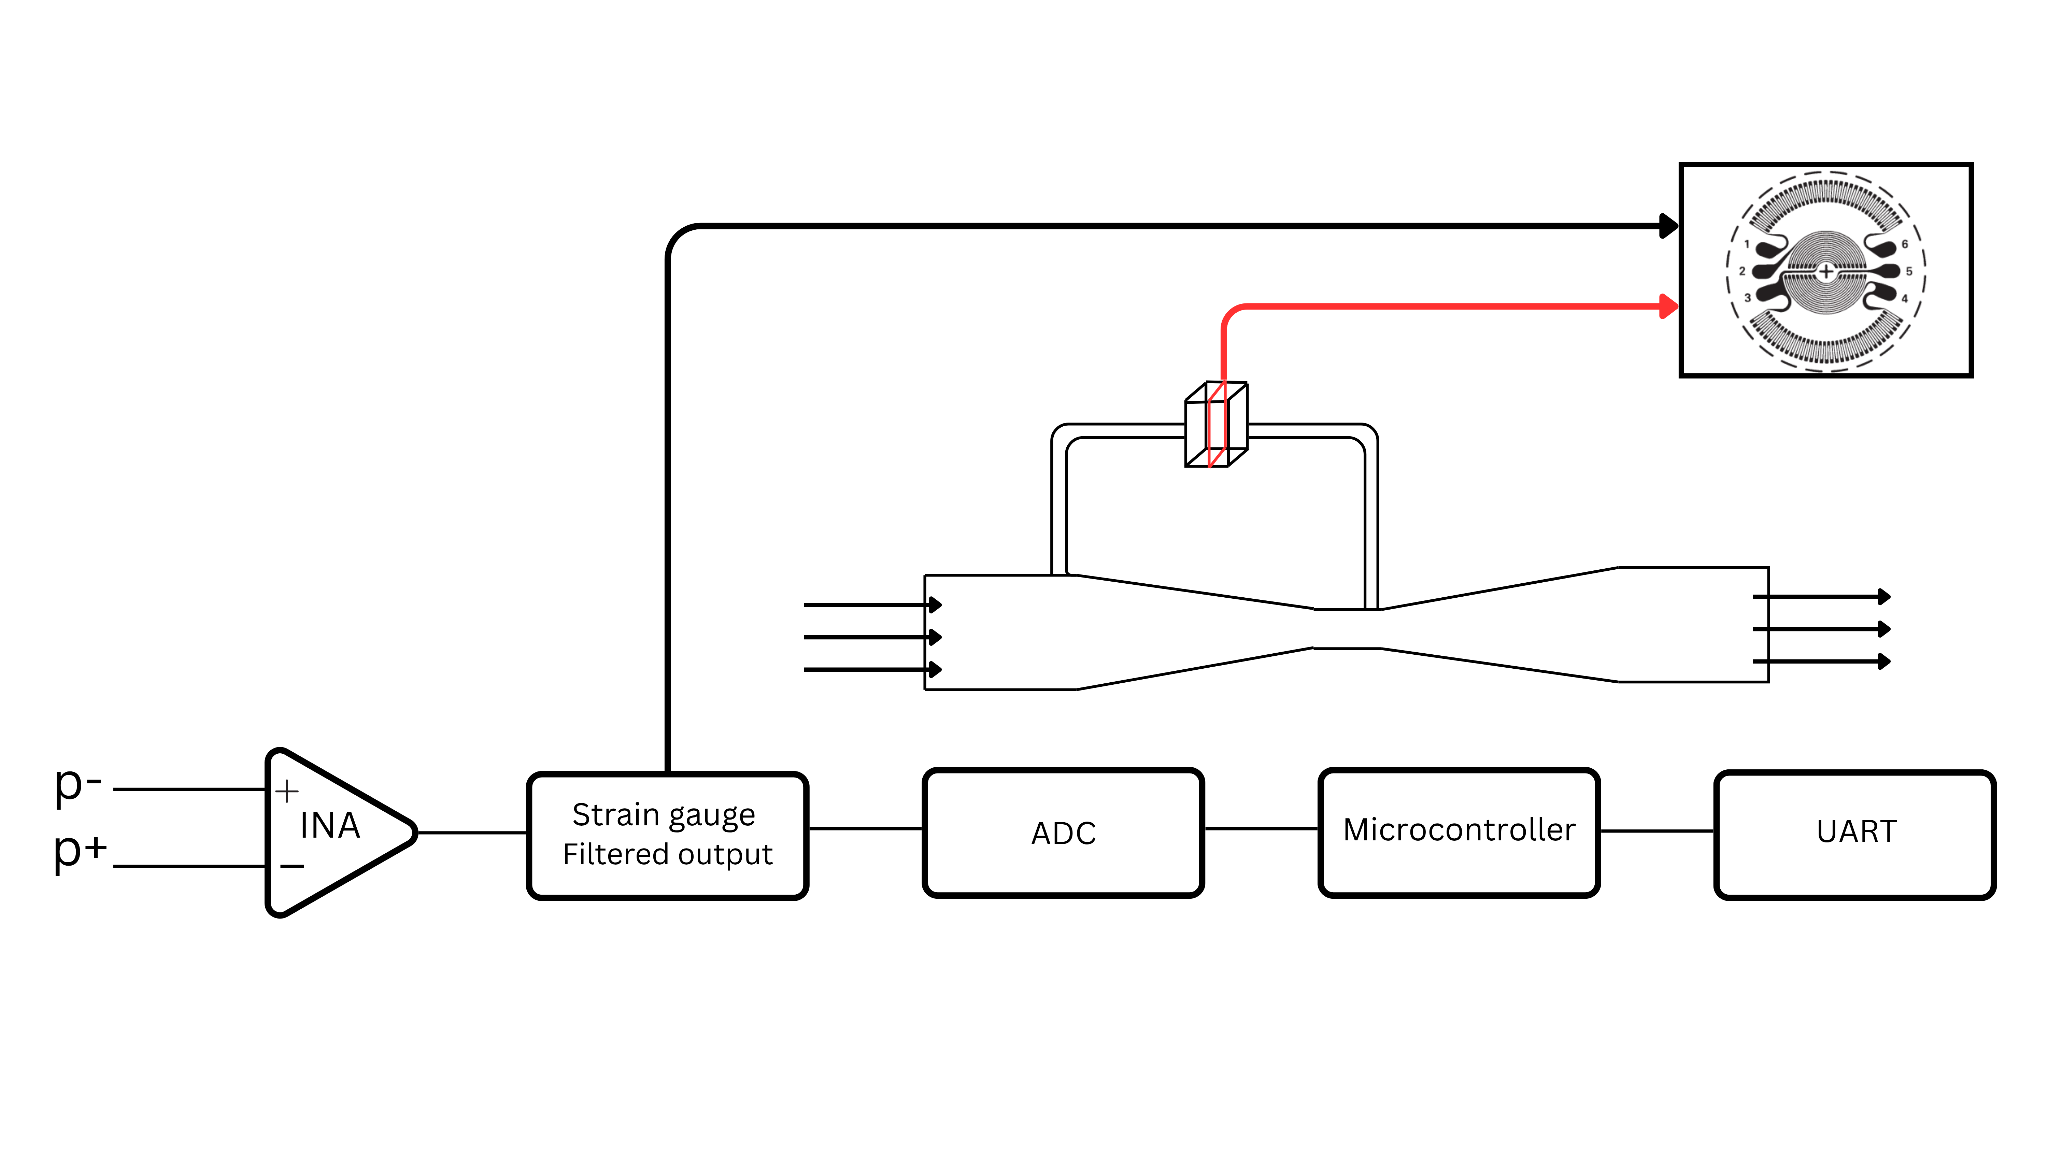 1
2
3
6
5
4
p-
p+
+
INA
−
Strain gauge
Filtered output
ADC
Microcontroller
UART